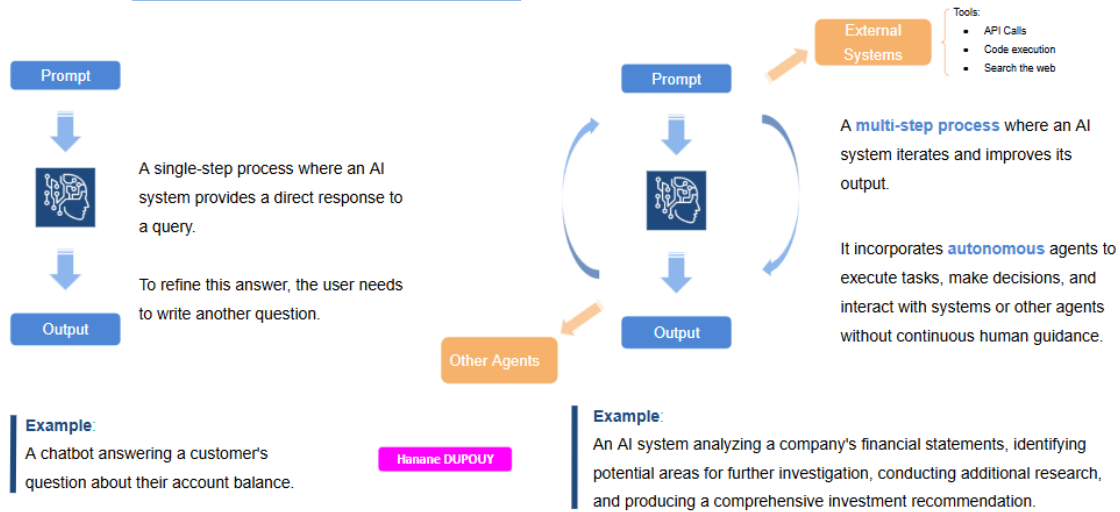 Prompt
A single-step process where an AI
system provides a direct response to
a query.
To refine this answer, the user needs
to write another question.
Output
Example:
A chatbot answering a customer's
question about their account balance.
Hanane DUPOUY
External
Systems
Tools:
• API Calls
• Code execution
• Search the web
Prompt
A multi-step process where an AI
system iterates and improves its
output.
It incorporates autonomous agents to
execute tasks, make decisions, and
interact with systems or other agents
without continuous human guidance.
Output
Other Agents
Example:
An AI system analyzing a company's financial statements, identifying
potential areas for further investigation, conducting additional research,
and producing a comprehensive investment recommendation.